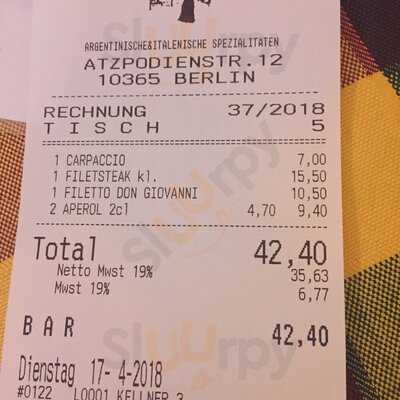 ARGENTINISCHE&ITALENISCHE SPEZIALITATEN
ATZPODIENSTR.12
10365 BERLIN
RECHNUNG 37/2018
TISCH 5
1 CARPACCIO 7,00
1 FILETSTEAK kl. 15,50
1 FILETTO DON GIOVANNI 10,50
2 APEROL 2cl 4,70 9,40
Total 42,40
Netto Mwst 19% 35,63
Mwst 19% 6,77
BAR 42,40
Dienstag 17- 4-2018
#0122 L0001 KELLNER 3
sluurpy
sluurpy
sluurpy